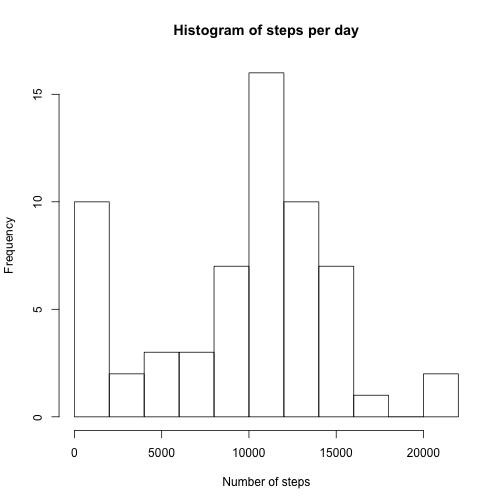 Histogram of steps per day
15
10
5
0
Frequency
0 5000 10000 15000 20000
Number of steps